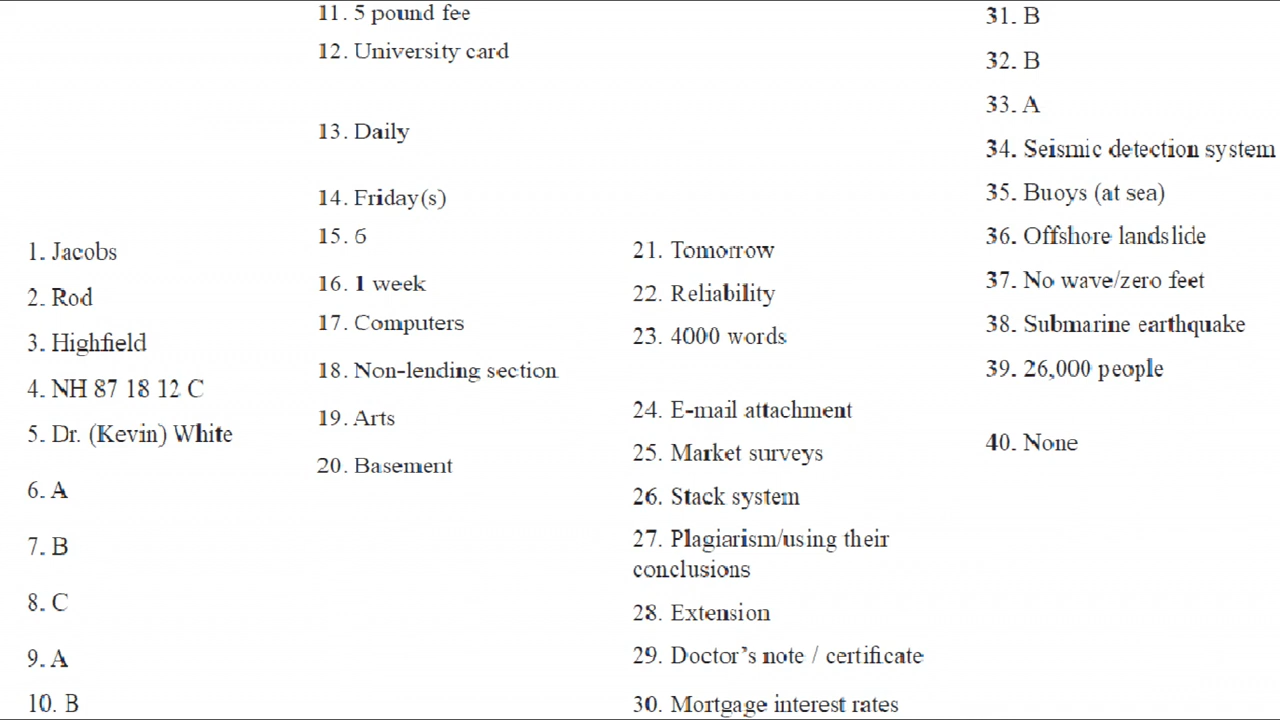 1. Jacobs
2. Rod
3. Highfield
4. NH 87 18 12 C
5. Dr. (Kevin) White
6. A
7. B
8. C
9. A
10. B
11. 5 pound fee
12. University card
13. Daily
14. Friday(s)
15. 6
16. 1 week
17. Computers
18. Non-lending section
19. Arts
20. Basement
21. Tomorrow
22. Reliability
23. 4000 words
24. E-mail attachment
25. Market surveys
26. Stack system
27. Plagiarism/using their
conclusions
28. Extension
29. Doctor’s note / certificate
30. Mortgage interest rates
31. B
32. B
33. A
34. Seismic detection system
35. Buoys (at sea)
36. Offshore landslide
37. No wave/zero feet
38. Submarine earthquake
39. 26,000 people
40. None